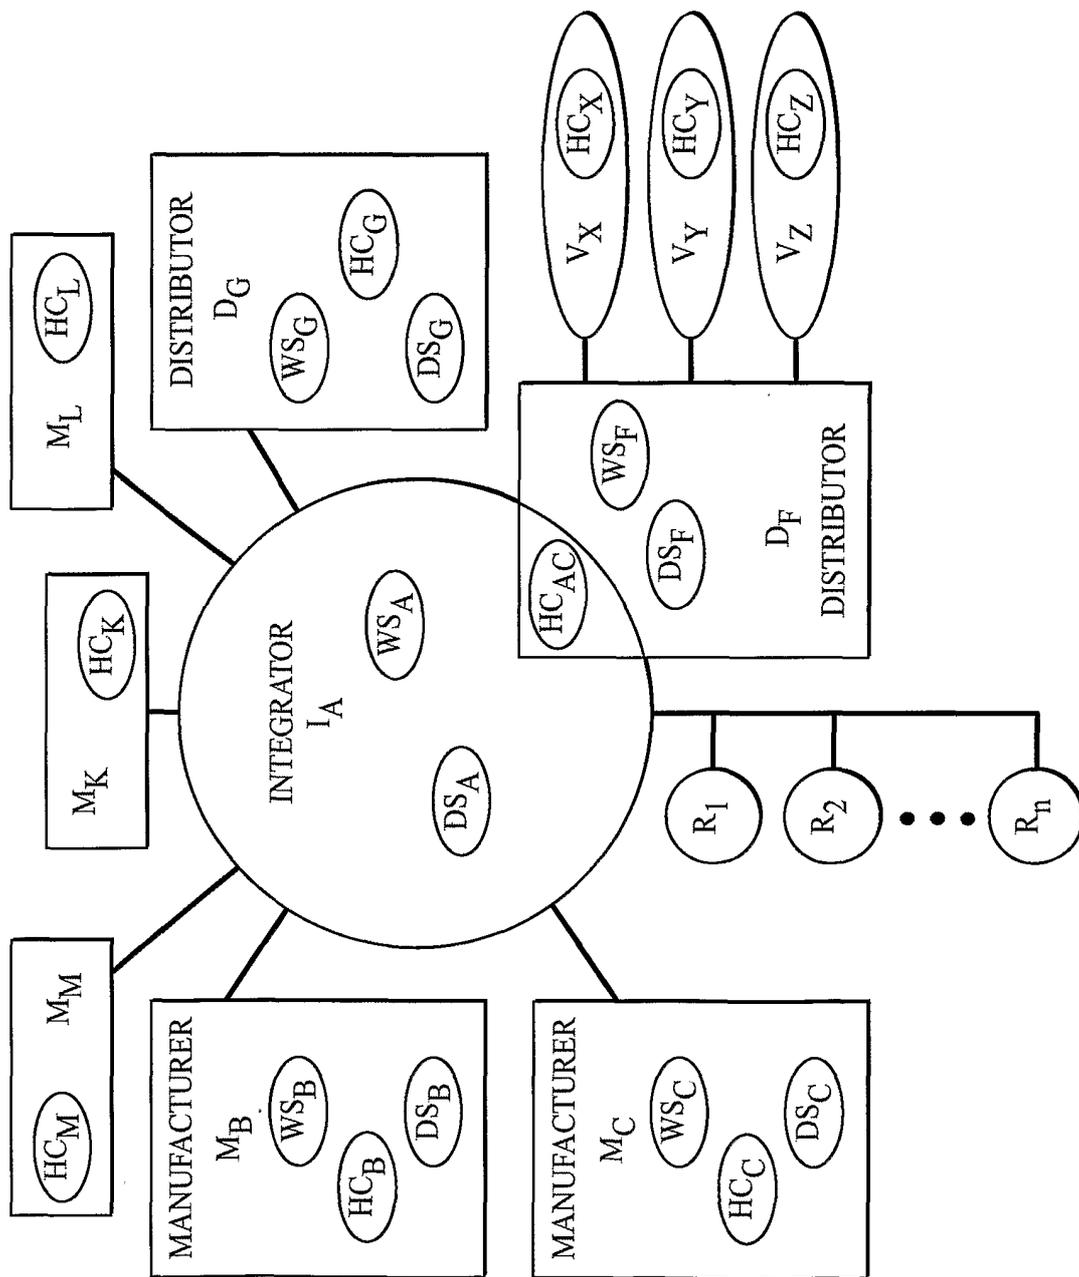 HC_M M_M
M_K HC_K
M_L HC_L
MANUFACTURER
M_B
WS_B
HC_B
DS_B
INTEGRATOR
I_A
WS_A
DS_A
DISTRIBUTOR
D_G
WS_G
HC_G
DS_G
MANUFACTURER
M_C
WS_C
HC_C
DS_C
HC_AC
WS_F
DS_F
D_F
DISTRIBUTOR
V_X HC_X
V_Y HC_Y
V_Z HC_Z
R_1
R_2
R_n